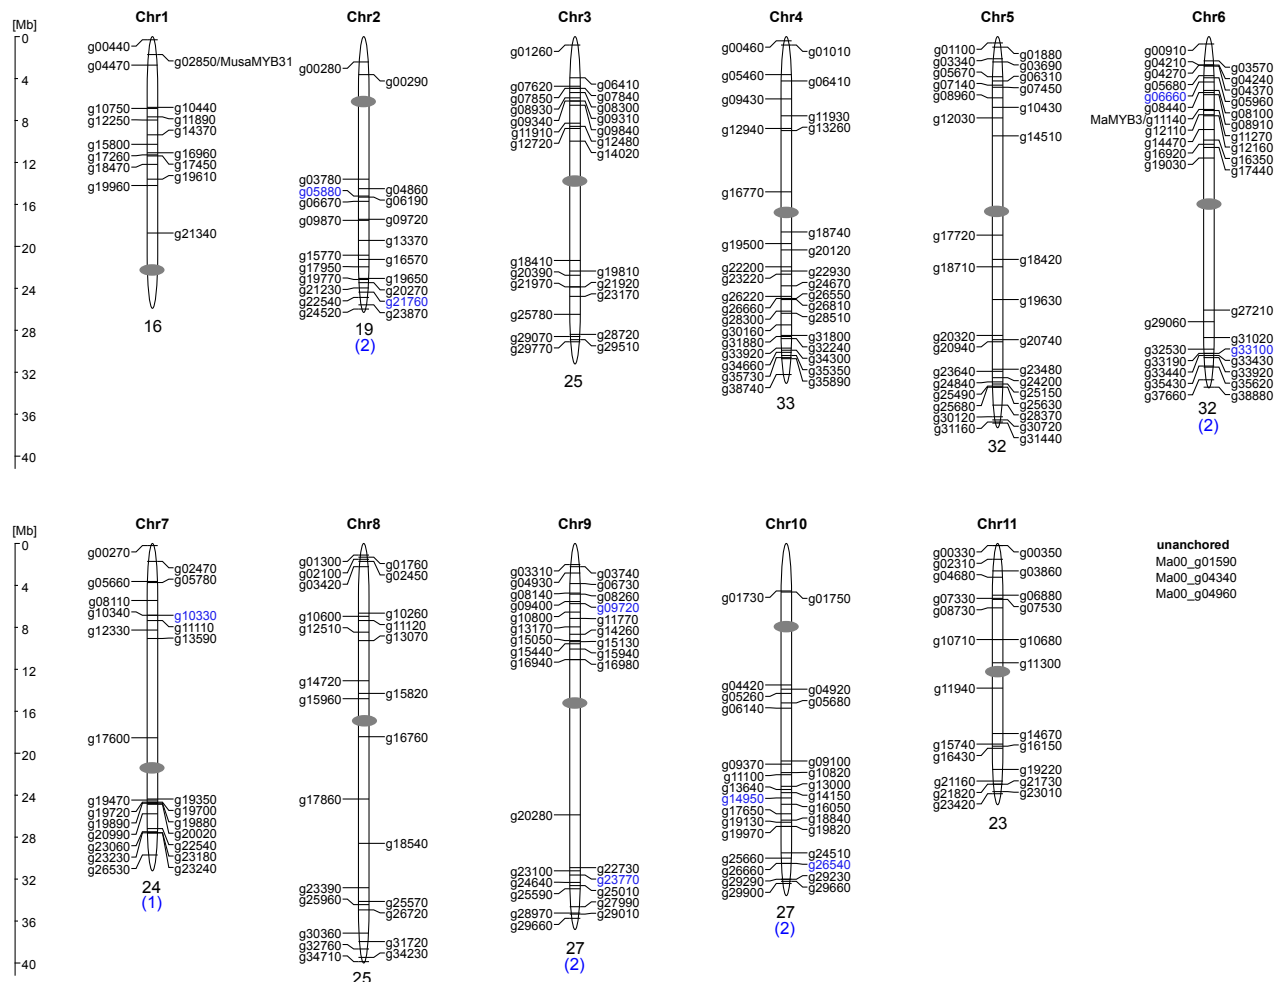 Chr1 Chr2 Chr3 Chr4 Chr5 Chr6
[Mb]
0
4
8
12
16
20
24
28
32
36
40
g00440
g02850/MusaMYB31
g04470
g10750 g10440
g12250 g11890
g14370
g15800
g17260 g16960
g18470 g17450
g19610
g19960
g21340
16
g00280
g00290
g03780
g05880 g04860
g06670 g06190
g09870 g09720
g13370
g15770 g16570
g17950
g19770 g19650
g21230 g20270
g22540 g21760
g24520 g23870
19
(2)
g01260
g07620 g06410
g07850 g07840
g08930 g08300
g09340 g09310
g11910 g09840
g12720 g12480
g14020
g18410
g20390 g19810
g21970 g21920
g23170
g25780
g29070 g28720
g29770 g29510
25
g00460 g01010
g05460
g06410
g09430
g11930
g12940 g13260
g16770
g18740
g19500
g20120
g22200 g22930
g23220 g24670
g26220 g26550
g26660 g26810
g28300 g28510
g30160
g31880 g31800
g33920 g32240
g34660 g34300
g35730 g35350
g38740 g35890
33
g01100 g01880
g03340 g03690
g05670 g06310
g07140 g07450
g08960
g10430
g12030
g14510
g17720
g18420
g18710
g19630
g20320 g20740
g20940
g23640 g23480
g24840 g24200
g25490 g25150
g25680 g25630
g30120 g28370
g31160 g30720
g31440
32
g00910
g04210 g03570
g04270 g04240
g05680 g04370
g06660 g05960
g08440 g08100
MaMYB3/g11140 g08910
g12110 g11270
g14470 g12160
g16920 g16350
g19030 g17440
g27210
g29060
g31020
g32530 g33100
g33190 g33430
g33440 g33920
g35430 g35620
g37660 g38880
32
(2)
Chr7 Chr8 Chr9 Chr10 Chr11
[Mb]
0
4
8
12
16
20
24
28
32
36
40
g00270
g02470
g05660 g05780
g08110
g10340 g10330
g11110
g12330 g13590
g17600
g19470 g19350
g19720 g19700
g19890 g19880
g20990 g20020
g23060 g22540
g23230 g23180
g26530 g23240
24
(1)
g01300 g01760
g02100 g02450
g03420
g10600 g10260
g12510 g11120
g13070
g14720
g15960 g15820
g16760
g17860
g18540
g23390
g25960 g25570
g26720
g30360
g32760 g31720
g34710 g34230
25
g03310 g03740
g04930 g06730
g08140 g08260
g09400 g09720
g10800 g11770
g13170 g14260
g15050 g15130
g15440 g15940
g16940 g16980
g20280
g23100 g22730
g24640 g23770
g25590 g25010
g27990
g28970 g29010
g29660
27
(2)
g01730 g01750
g04420 g04920
g05260 g05680
g06140
g09370 g09100
g11100 g10820
g13640 g13000
g14950 g14150
g17650 g16050
g19130 g18840
g19970 g19820
g25660 g24510
g26660 g26540
g29290 g29230
g29900 g29660
27
(2)
g00330 g00350
g02310
g04680 g03860
g07330 g06880
g08730 g07530
g10710 g10680
g11300
g11940
g14670
g15740 g16150
g16430
g19220
g21160 g21730
g21820 g23010
g23420
23
unanchored
Ma00_g01590
Ma00_g04340
Ma00_g04960